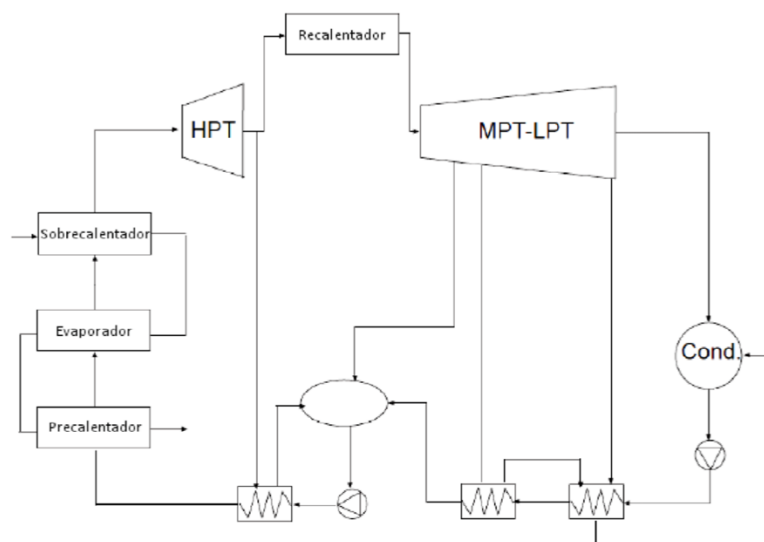 Recalentador
HPT
MPT-LPT
Sobrecalentador
Evaporador
Cond.
Precalentador